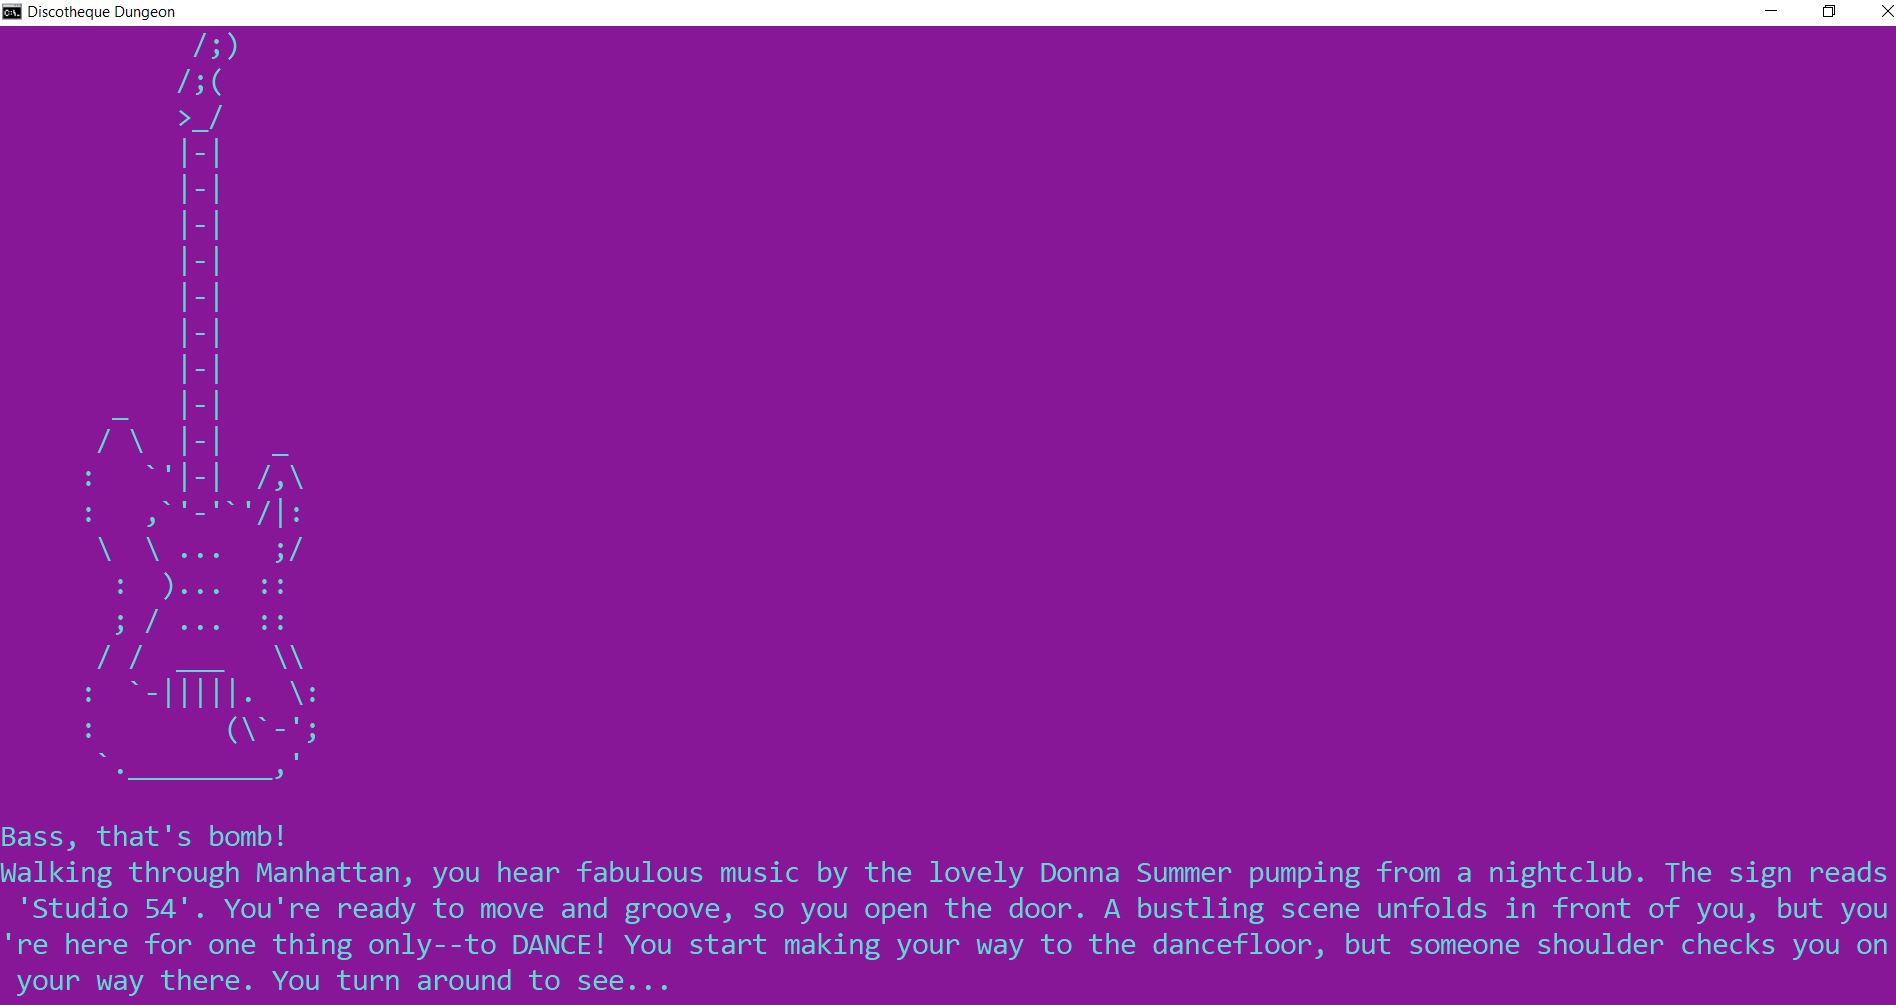 Discotheque Dungeon
Bass, that's bomb!
Walking through Manhattan, you hear fabulous music by the lovely Donna Summer pumping from a nightclub. The sign reads
'Studio 54'. You're ready to move and groove, so you open the door. A bustling scene unfolds in front of you, but you
're here for one thing only--to DANCE! You start making your way to the dancefloor, but someone shoulder checks you on
your way there. You turn around to see...